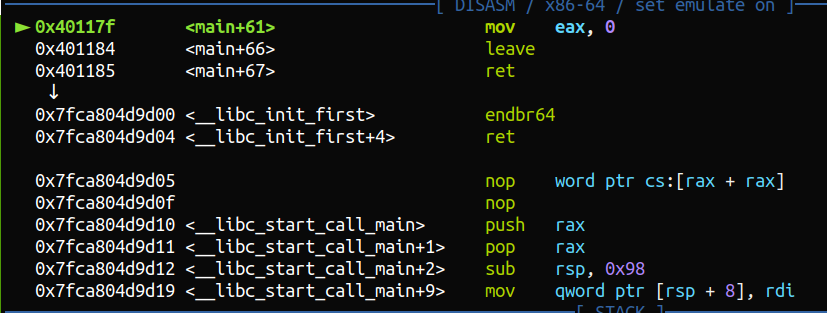 [ DISASM / x86-64 / set emulate on ]
► 0x40117f <main+61> mov eax, 0
0x401184 <main+66> leave
0x401185 <main+67> ret
↓
0x7fca804d9d00 <__libc_init_first> endbr64
0x7fca804d9d04 <__libc_init_first+4> ret
0x7fca804d9d05 nop word ptr cs:[rax + rax]
0x7fca804d9d0f nop
0x7fca804d9d10 <__libc_start_call_main> push rax
0x7fca804d9d11 <__libc_start_call_main+1> pop rax
0x7fca804d9d12 <__libc_start_call_main+2> sub rsp, 0x98
0x7fca804d9d19 <__libc_start_call_main+9> mov qword ptr [rsp + 8], rdi
[ STACK ]